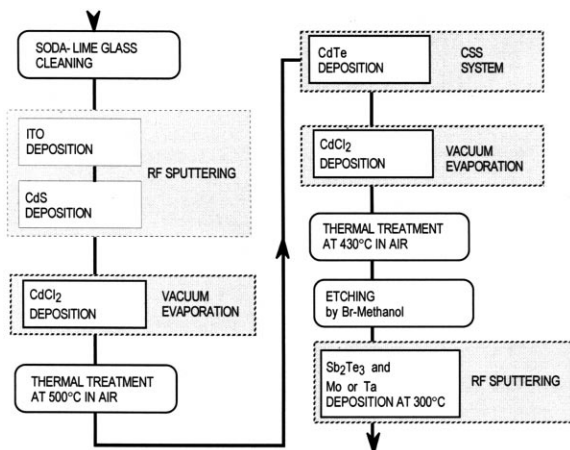 SODA- LIME GLASS
CLEANING
ITO
DEPOSITION
RF SPUTTERING
CdS
DEPOSITION
CdCl2
DEPOSITION
VACUUM
EVAPORATION
THERMAL TREATMENT
AT 500°C IN AIR
CdTe
DEPOSITION
CSS
SYSTEM
CdCl2
DEPOSITION
VACUUM
EVAPORATION
THERMAL TREATMENT
AT 430°C IN AIR
ETCHING
by Br-Methanol
Sb2Te3 and
Mo or Ta
DEPOSITION AT 300°C
RF SPUTTERING